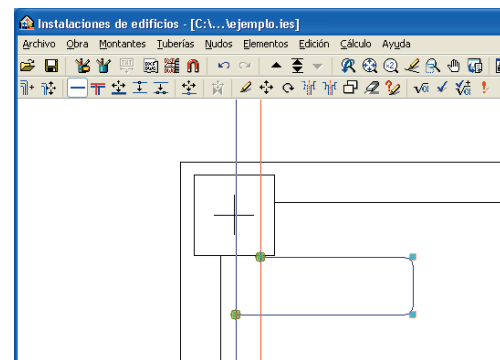 Instalaciones de edificios - [C:\...\ejemplo.ies]
Archivo Obra Montantes Tuberías Nudos Elementos Edición Cálculo Ayuda